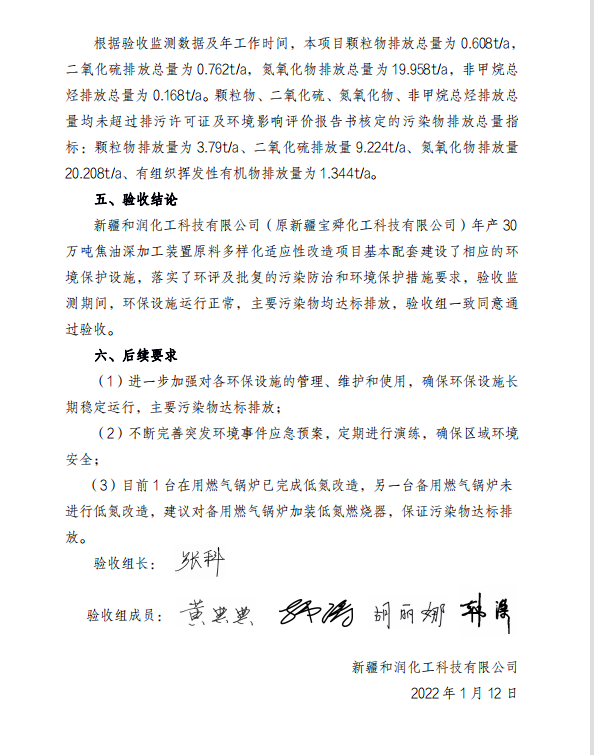 根据验收监测数据及年工作时间，本项目颗粒物排放总量为0.608t/a，
二氧化硫排放总量为0.762t/a，氮氧化物排放总量为19.958t/a，非甲烷总
烃排放总量为0.168t/a。颗粒物、二氧化硫、氮氧化物、非甲烷总烃排放总
量均未超过排污许可证及环境影响评价报告书核定的污染物排放总量指
标：颗粒物排放量为3.79t/a、二氧化硫排放量9.224t/a、氮氧化物排放量
20.208t/a、有组织挥发性有机物排放量为1.344t/a。
五、验收结论
新疆和润化工科技有限公司（原新疆宝舜化工科技有限公司）年产30
万吨焦油深加工装置原料多样化适应性改造项目基本配套建设了相应的环
境保护设施，落实了环评及批复的污染防治和环境保护措施要求，验收监
测期间，环保设施运行正常，主要污染物均达标排放，验收组一致同意通
过验收。
六、后续要求
（1）进一步加强对各环保设施的管理、维护和使用，确保环保设施长
期稳定运行，主要污染物达标排放；
（2）不断完善突发环境事件应急预案，定期进行演练，确保区域环境
安全；
（3）目前1台在用燃气锅炉已完成低氮改造，另一台备用燃气锅炉未
进行低氮改造，建议对备用燃气锅炉加装低氮燃烧器，保证污染物达标排
放。
验收组长：张科
验收组成员：黄典典 胡丽娜
新疆和润化工科技有限公司
2022年1月12日